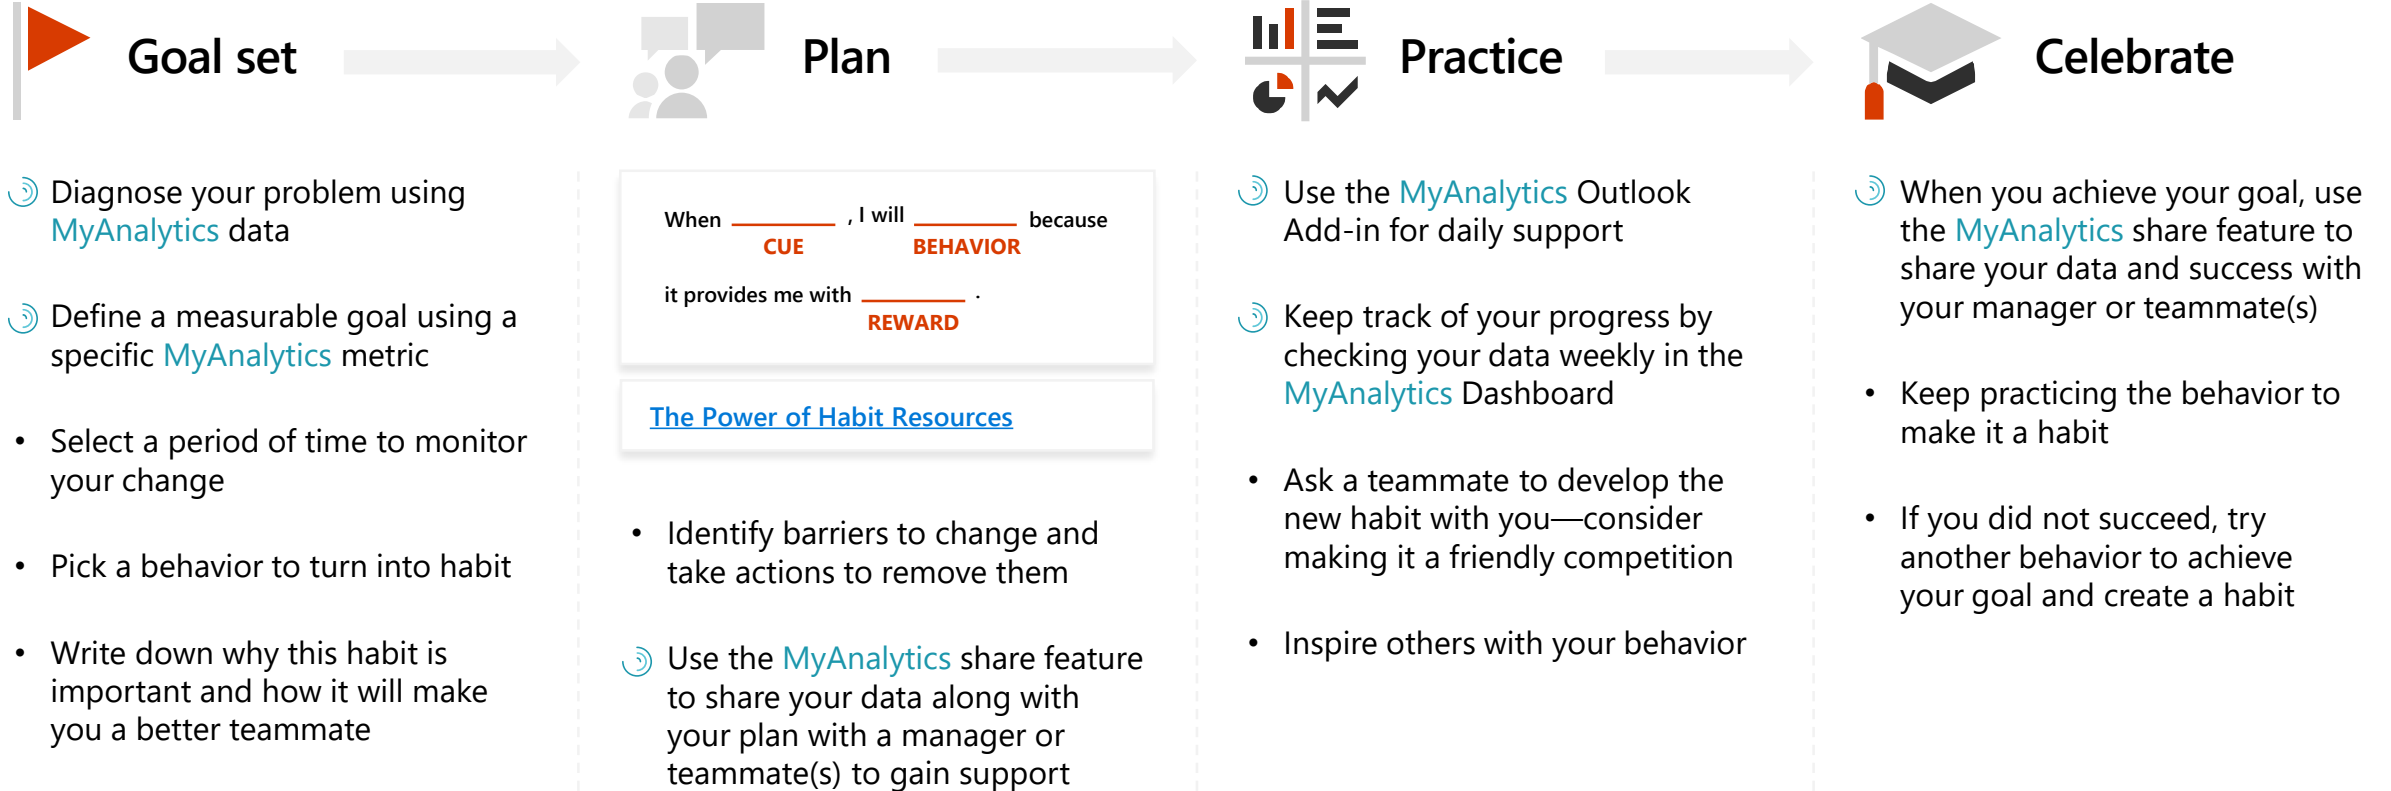 Goal set
Diagnose your problem using
MyAnalytics data
Define a measurable goal using a
specific MyAnalytics metric
• Select a period of time to monitor
your change
• Pick a behavior to turn into habit
• Write down why this habit is
important and how it will make
you a better teammate
Plan
When ________ , I will ________ because
CUE BEHAVIOR
it provides me with ________ .
REWARD
The Power of Habit Resources
• Identify barriers to change and
take actions to remove them
Use the MyAnalytics share feature
to share your data along with
your plan with a manager or
teammate(s) to gain support
Practice
Use the MyAnalytics Outlook
Add-in for daily support
Keep track of your progress by
checking your data weekly in the
MyAnalytics Dashboard
• Ask a teammate to develop the
new habit with you—consider
making it a friendly competition
• Inspire others with your behavior
Celebrate
When you achieve your goal, use
the MyAnalytics share feature to
share your data and success with
your manager or teammate(s)
• Keep practicing the behavior to
make it a habit
• If you did not succeed, try
another behavior to achieve
your goal and create a habit